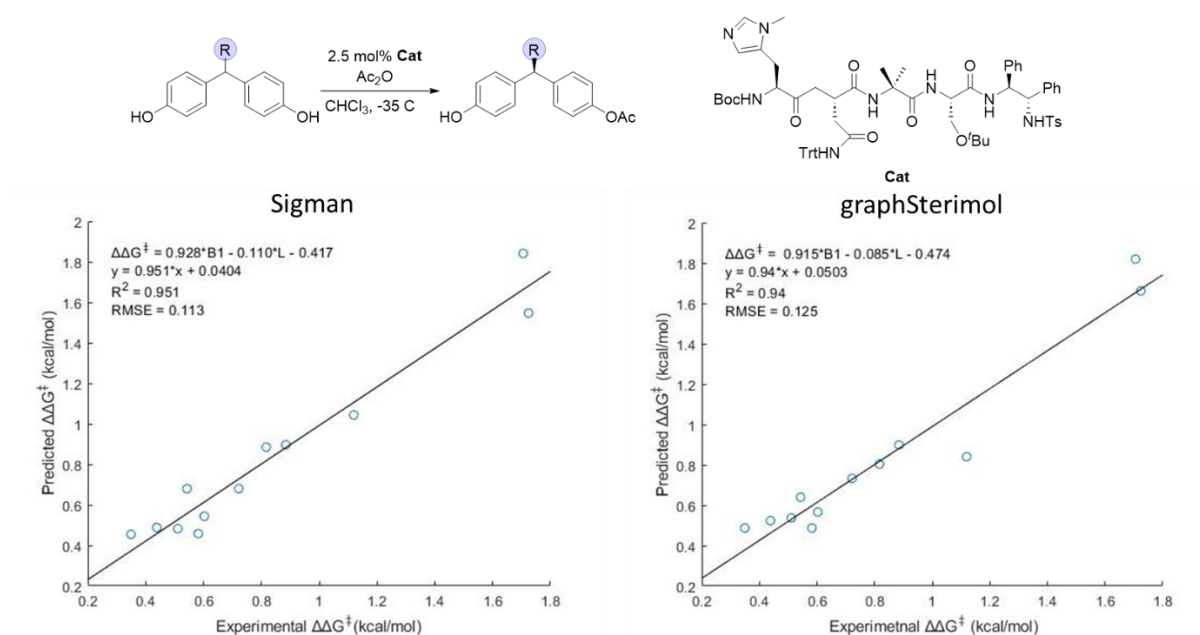 R
HO
OH
2.5 mol% Cat
Ac₂O
CHCl₃, -35 C
R
HO
OAc
N
N
BocHN
O
O
N
H
TrtHN
O
O
H
N
OᵗBu
O
N
H
Ph
Ph
NHTs
Cat
Sigman
ΔΔG‡ = 0.928*B1 - 0.110*L - 0.417
y = 0.951*x + 0.0404
R² = 0.951
RMSE = 0.113
Predicted ΔΔG‡ (kcal/mol)
2
1.8
1.6
1.4
1.2
1
0.8
0.6
0.4
0.2
0.2 0.4 0.6 0.8 1 1.2 1.4 1.6 1.8
Experimental ΔΔG‡(kcal/mol)
graphSterimol
ΔΔG‡ = 0.915*B1 - 0.085*L - 0.474
y = 0.94*x + 0.0503
R² = 0.94
RMSE = 0.125
Predicted ΔΔG‡ (kcal/mol)
2
1.8
1.6
1.4
1.2
1
0.8
0.6
0.4
0.2
0.2 0.4 0.6 0.8 1 1.2 1.4 1.6 1.8
Experimetnal ΔΔG‡ (kcal/mol)